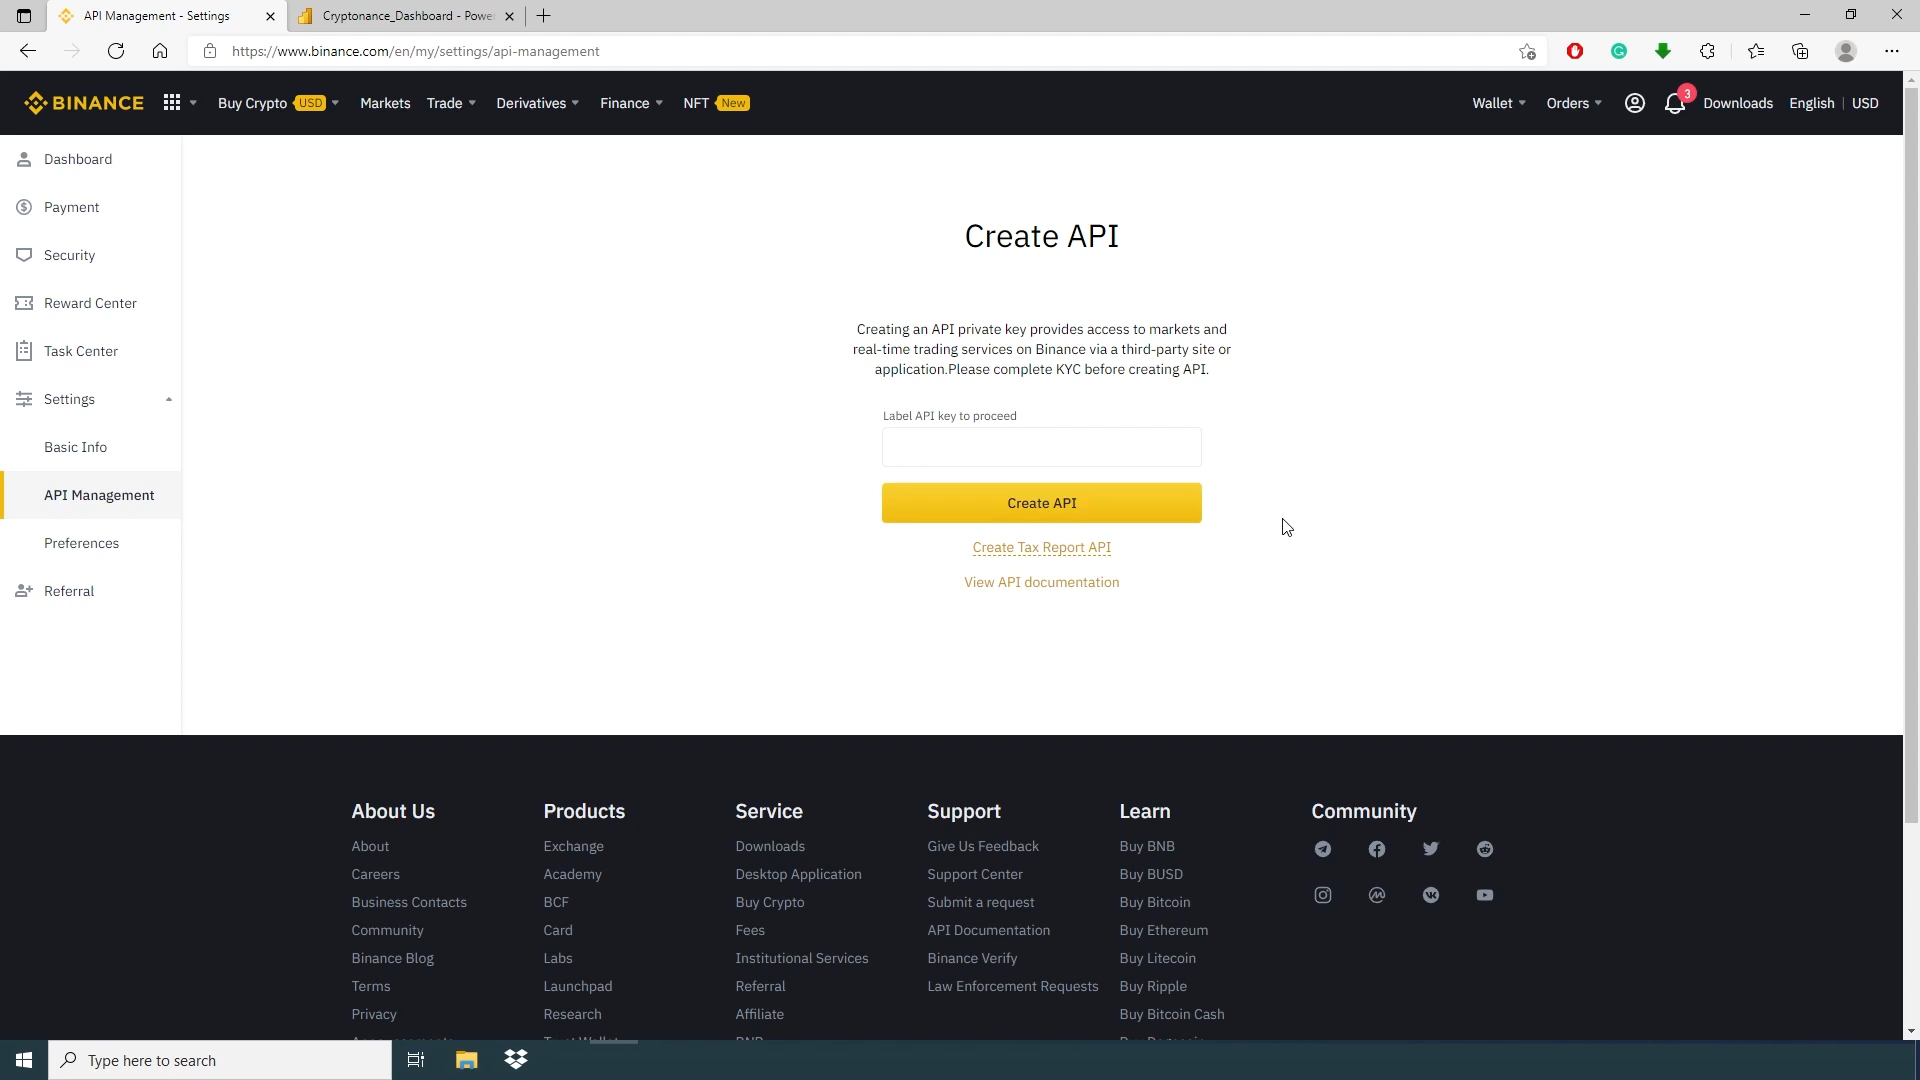 API Management - Settings
Cryptonance_Dashboard - Powe
https://www.binance.com/en/my/settings/api-management
BINANCE
Buy Crypto USD
Markets
Trade
Derivatives
Finance
NFT New
Wallet
Orders
3
Downloads
English | USD
Dashboard
Payment
Security
Reward Center
Task Center
Settings
Basic Info
API Management
Preferences
Referral
Create API
Creating an API private key provides access to markets and
real-time trading services on Binance via a third-party site or
application.Please complete KYC before creating API.
Label API key to proceed
Create API
Create Tax Report API
View API documentation
About Us
About
Careers
Business Contacts
Community
Binance Blog
Terms
Privacy
Products
Exchange
Academy
BCF
Card
Labs
Launchpad
Research
Service
Downloads
Desktop Application
Buy Crypto
Fees
Institutional Services
Referral
Affiliate
BNB
Support
Give Us Feedback
Support Center
Submit a request
API Documentation
Binance Verify
Law Enforcement Requests
Learn
Buy BNB
Buy BUSD
Buy Bitcoin
Buy Ethereum
Buy Litecoin
Buy Ripple
Buy Bitcoin Cash
Community
Type here to search